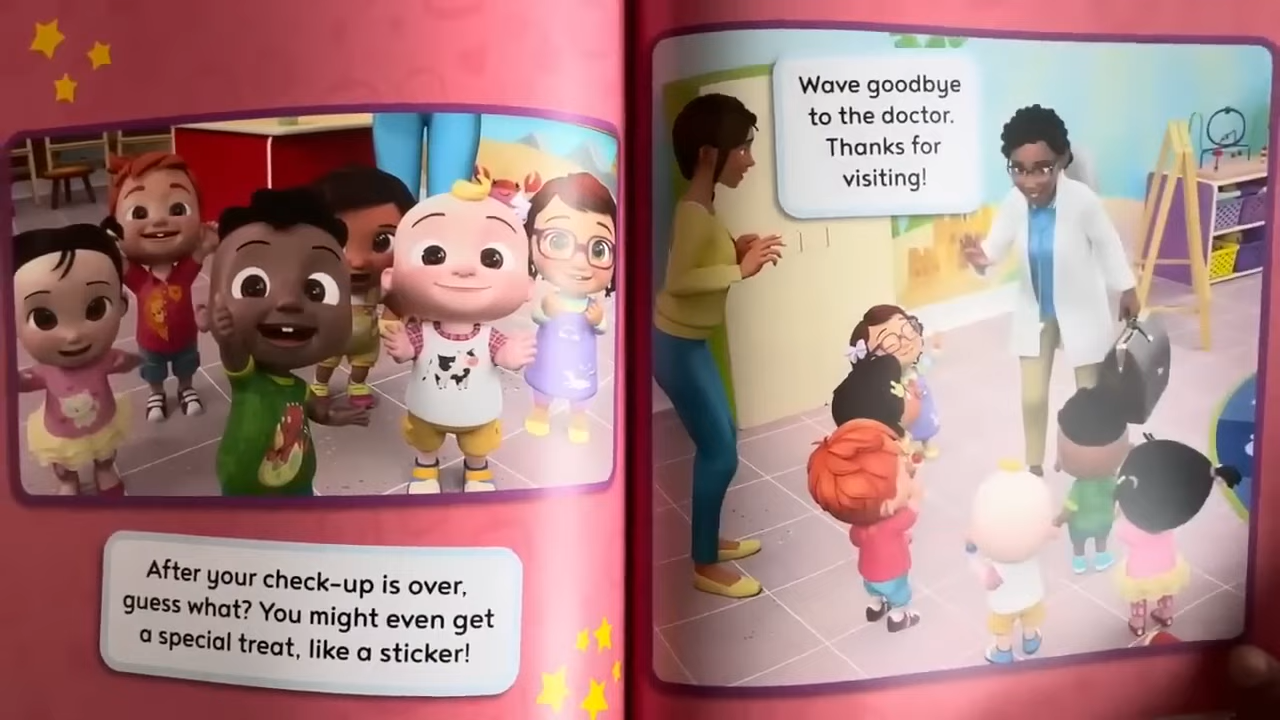 After your check-up is over,
guess what? You might even get
a special treat, like a sticker!
Wave goodbye
to the doctor.
Thanks for
visiting!